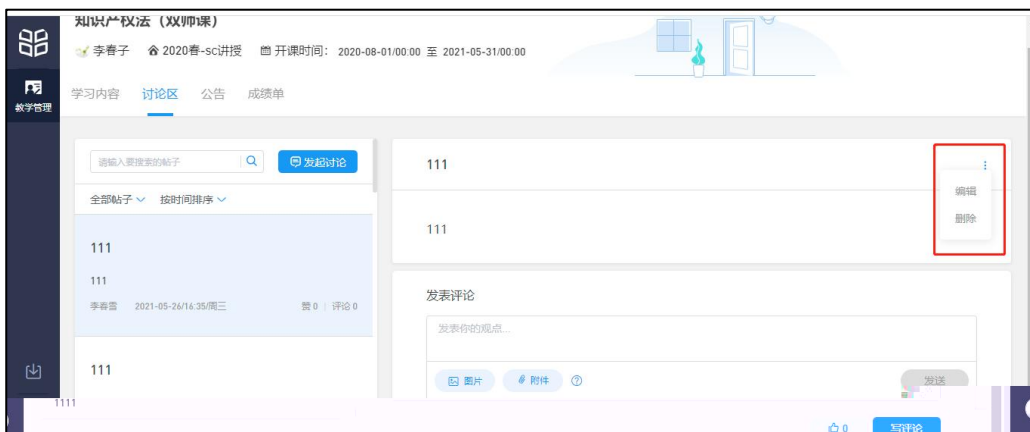 知识产权法（双师课）
李春子 2020春-sc讲授 开课时间： 2020-08-01/00:00 至 2021-05-31/00:00
教学管理
学习内容 讨论区 公告 成绩单
请输入要搜索的帖子 发起讨论
全部帖子 按时间排序
111
111
李春雪 2021-05-26/16:35/周三 赞 0 评论 0
111
111
编辑
删除
111
发表评论
发表你的观点...
图片 附件 发送
1111
0 写评论